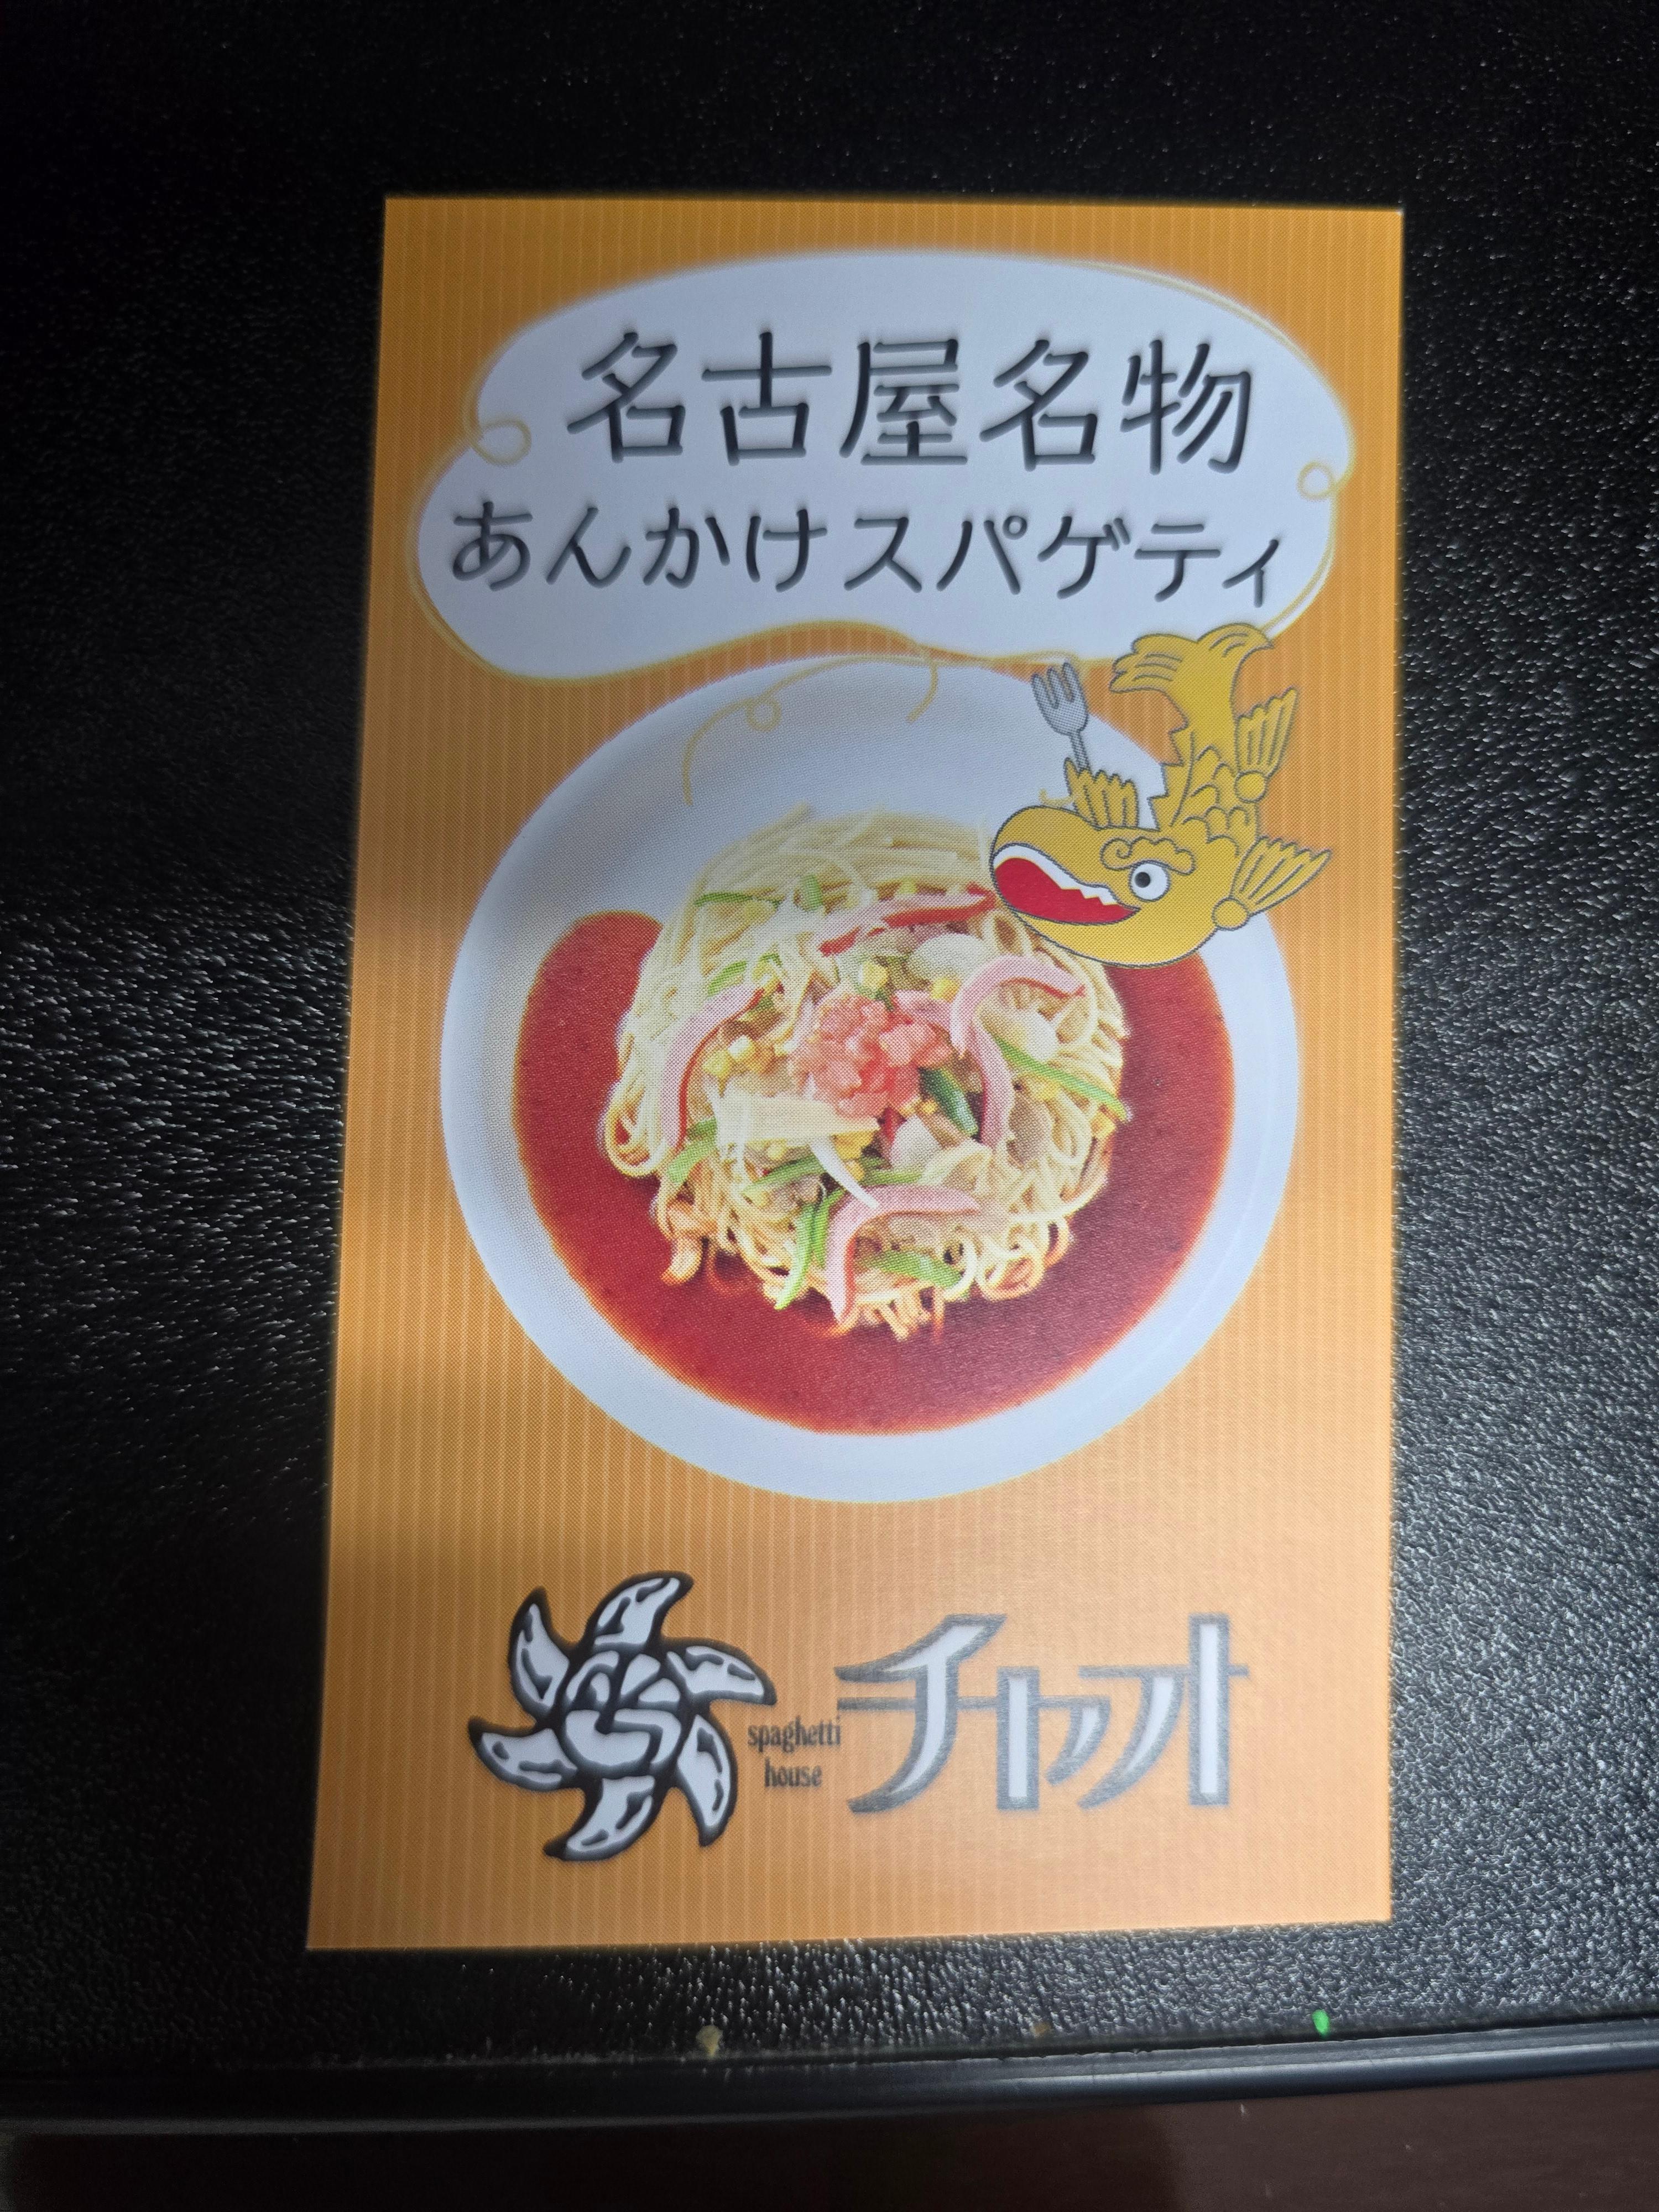 名古屋名物
あんかけスパゲティ
spaghetti
house
チャオ